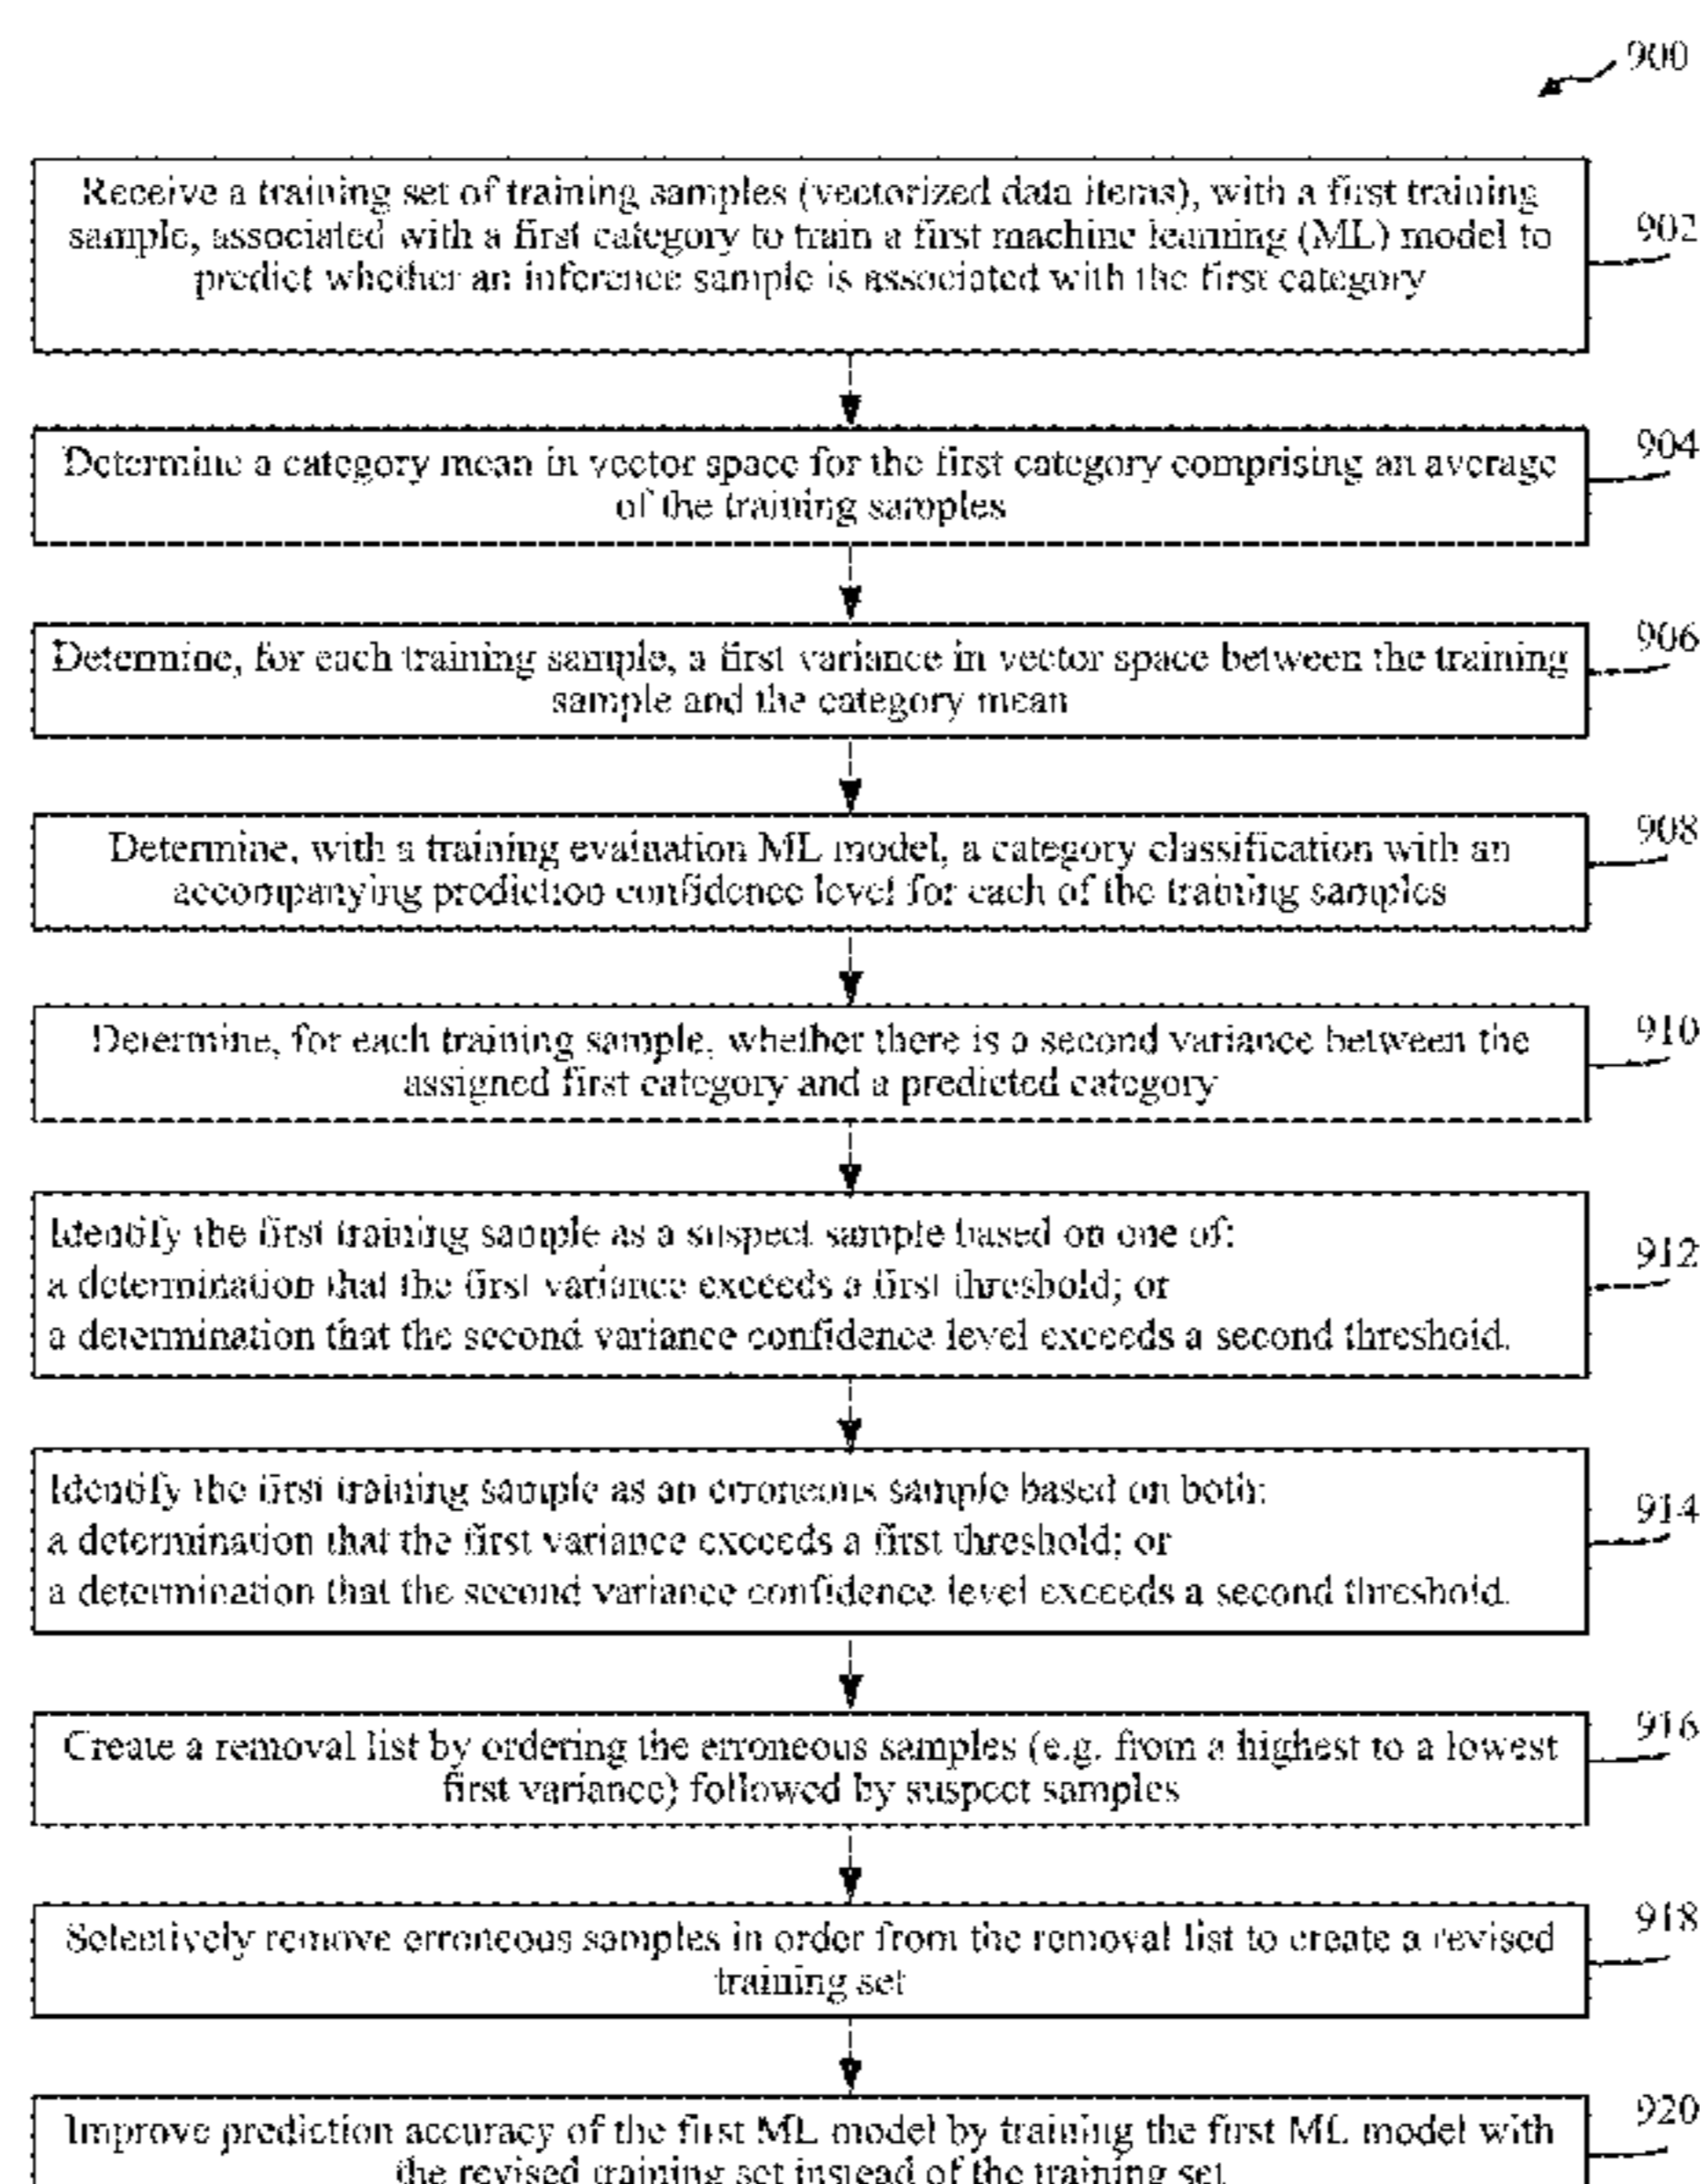 900
Receive a training set of training samples (vectorized data items), with a first training
sample, associated with a first category to train a first machine learning (ML) model to
predict whether an inference sample is associated with the first category
902
Determine a category mean in vector space for the first category comprising an average
of the training samples
904
Determine, for each training sample, a first variance in vector space between the training
sample and the category mean
906
Determine, with a training evaluation ML model, a category classification with an
accompanying prediction confidence level for each of the training samples
908
Determine, for each training sample, whether there is a second variance between the
assigned first category and a predicted category
910
Identify the first training sample as a suspect sample based on one of:
a determination that the first variance exceeds a first threshold; or
a determination that the second variance confidence level exceeds a second threshold.
912
Identify the first training sample as an erroneous sample based on both:
a determination that the first variance exceeds a first threshold; or
a determination that the second variance confidence level exceeds a second threshold.
914
Create a removal list by ordering the erroneous samples (e.g. from a highest to a lowest
first variance) followed by suspect samples
916
Selectively remove erroneous samples in order from the removal list to create a revised
training set
918
Improve prediction accuracy of the first ML model by training the first ML model with
the revised training set instead of the training set
920